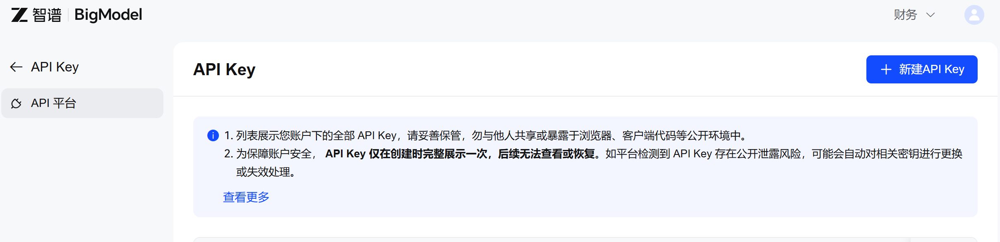 智谱 BigModel
财务
API Key
API 平台
API Key
新建API Key
1. 列表展示您账户下的全部 API Key，请妥善保管，勿与他人共享或暴露于浏览器、客户端代码等公开环境中。
2. 为保障账户安全， API Key 仅在创建时完整展示一次，后续无法查看或恢复。如平台检测到 API Key 存在公开泄露风险，可能会自动对相关密钥进行更换
或失效处理。
查看更多